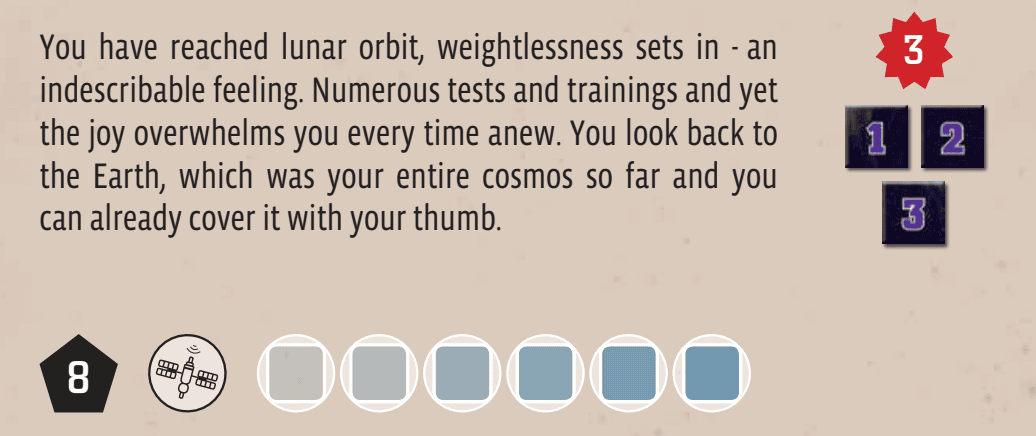 You have reached lunar orbit, weightlessness sets in - an
indescribable feeling. Numerous tests and trainings and yet
the joy overwhelms you every time anew. You look back to
the Earth, which was your entire cosmos so far and you
can already cover it with your thumb.
3
1 2
3
8